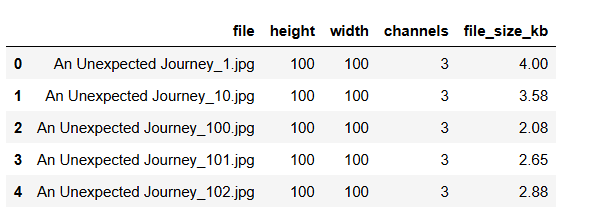 file height width channels file_size_kb
0 An Unexpected Journey_1.jpg 100 100 3 4.00
1 An Unexpected Journey_10.jpg 100 100 3 3.58
2 An Unexpected Journey_100.jpg 100 100 3 2.08
3 An Unexpected Journey_101.jpg 100 100 3 2.65
4 An Unexpected Journey_102.jpg 100 100 3 2.88